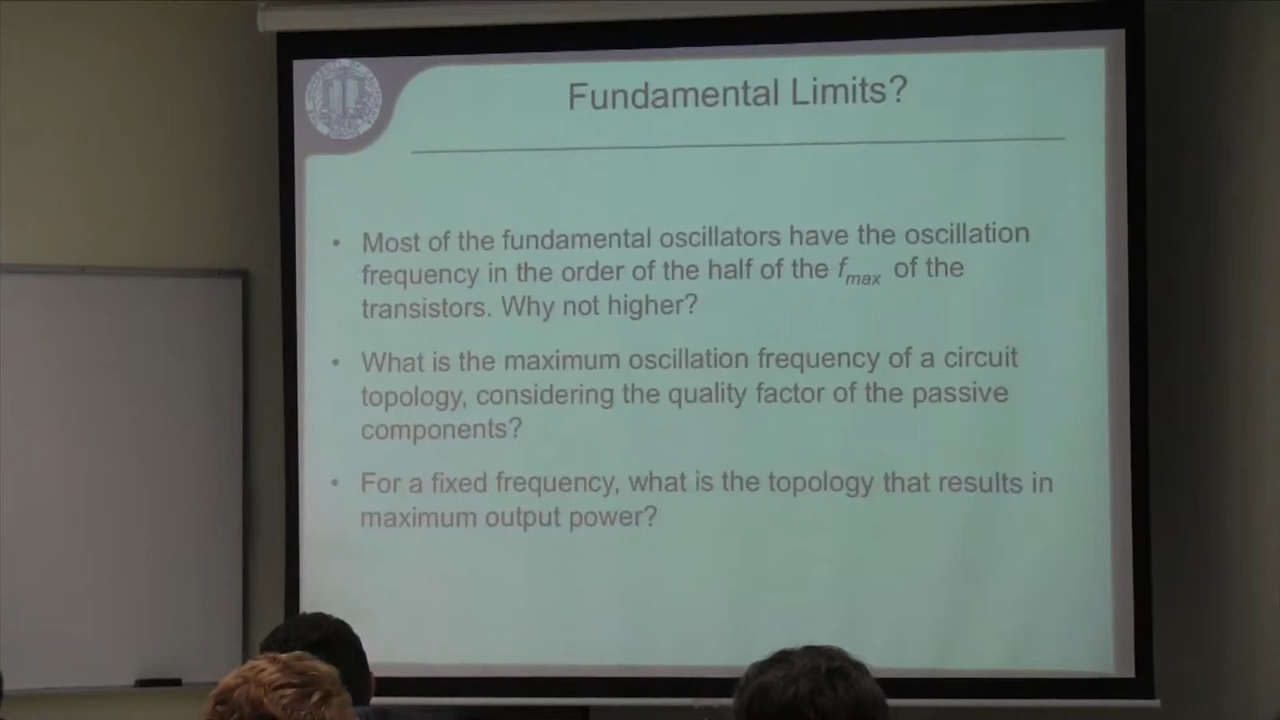 Fundamental Limits?
• Most of the fundamental oscillators have the oscillation
frequency in the order of the half of the fmax of the
transistors. Why not higher?
• What is the maximum oscillation frequency of a circuit
topology, considering the quality factor of the passive
components?
• For a fixed frequency, what is the topology that results in
maximum output power?